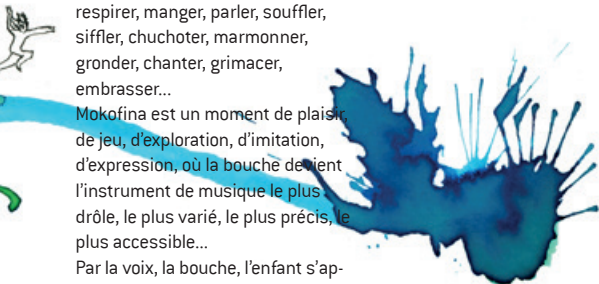 respirer, manger, parler, souffler,
siffler, chuchoter, marmonner,
gronder, chanter, grimacer,
embrasser...
Mokofina est un moment de plaisir,
de jeu, d'exploration, d'imitation,
d'expression, où la bouche devient
l'instrument de musique le plus
drôle, le plus varié, le plus précis, le
plus accessible...
Par la voix, la bouche, l'enfant s'ap-